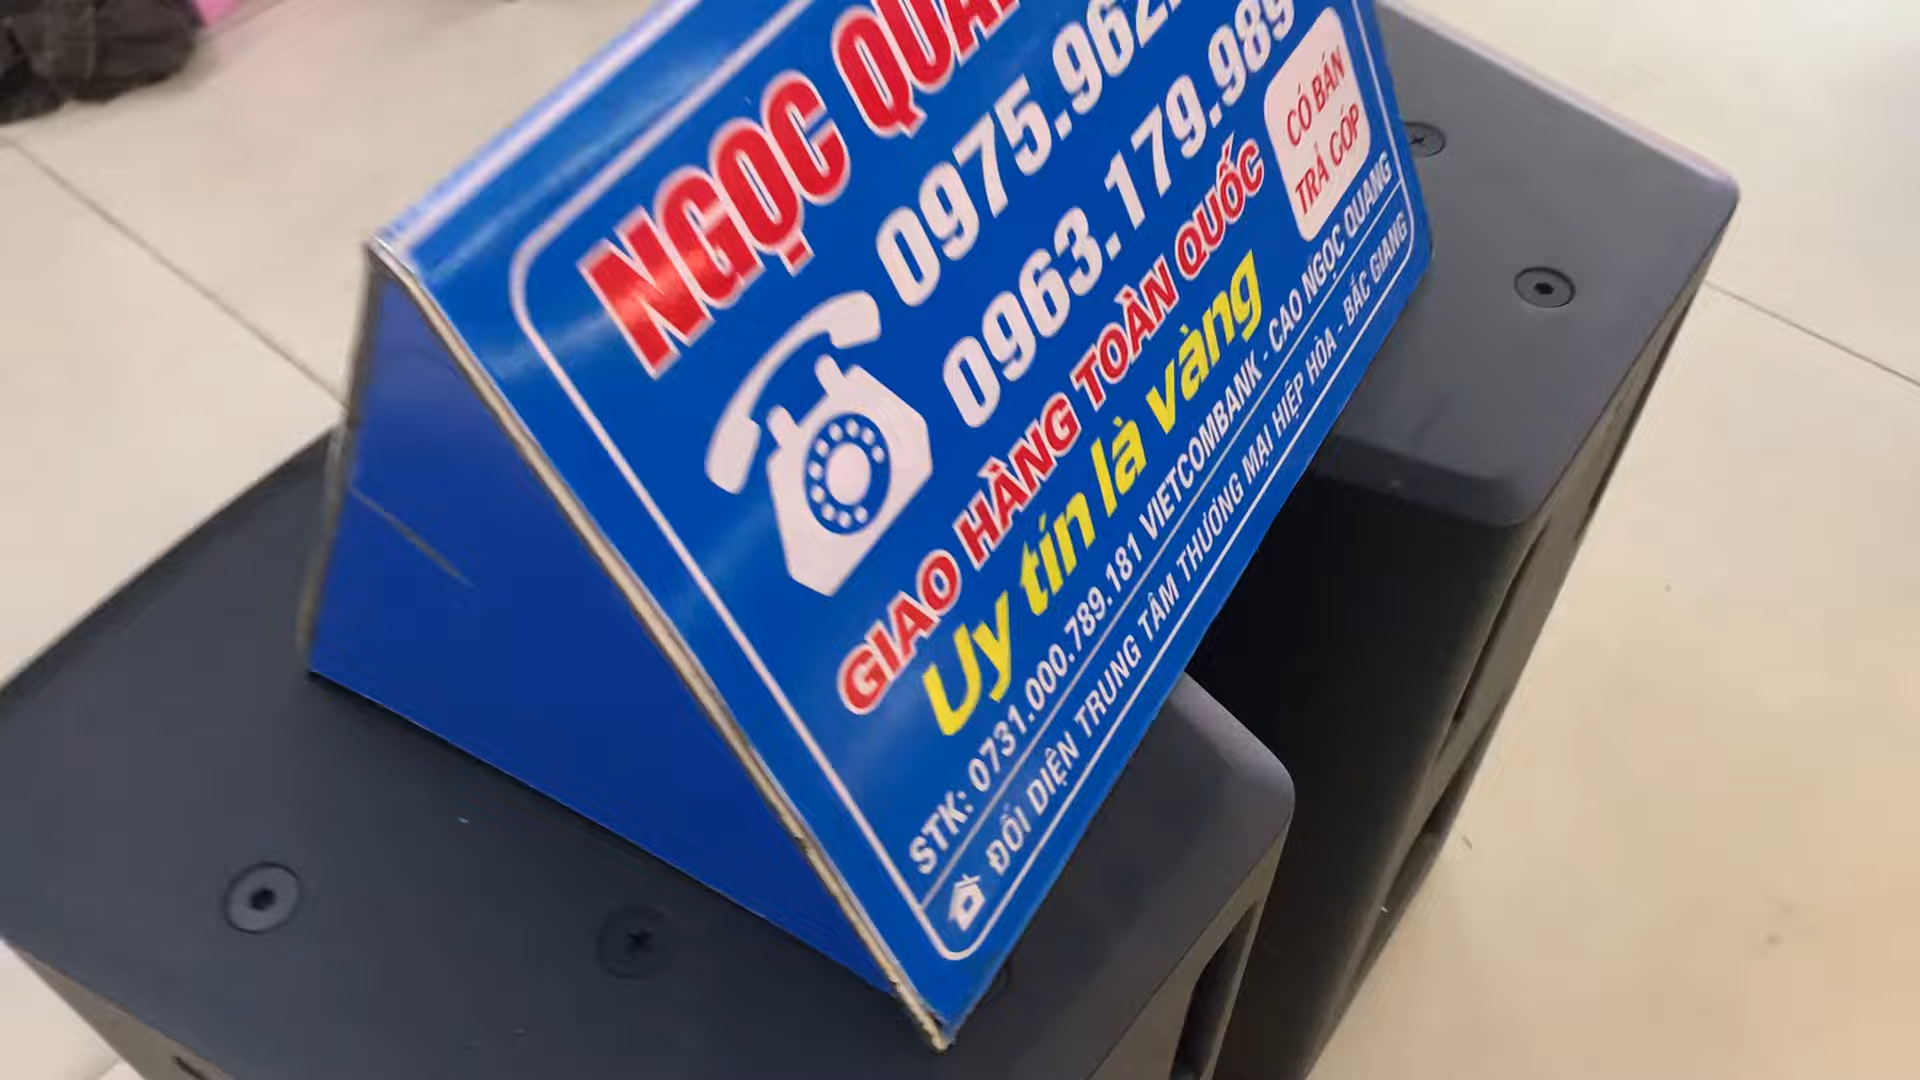 NGỌC
0975.962.
0963.179.989
GIAO HÀNG TOÀN QUỐC
CÓ BÁN
TRẢ GÓP
Uy tín là vàng
STK: 0731.000.789.181 VIETCOMBANK - CAO NGỌC QUANG
ĐỐI DIỆN TRUNG TÂM THƯƠNG MẠI HIỆP HÒA - BẮC GIANG